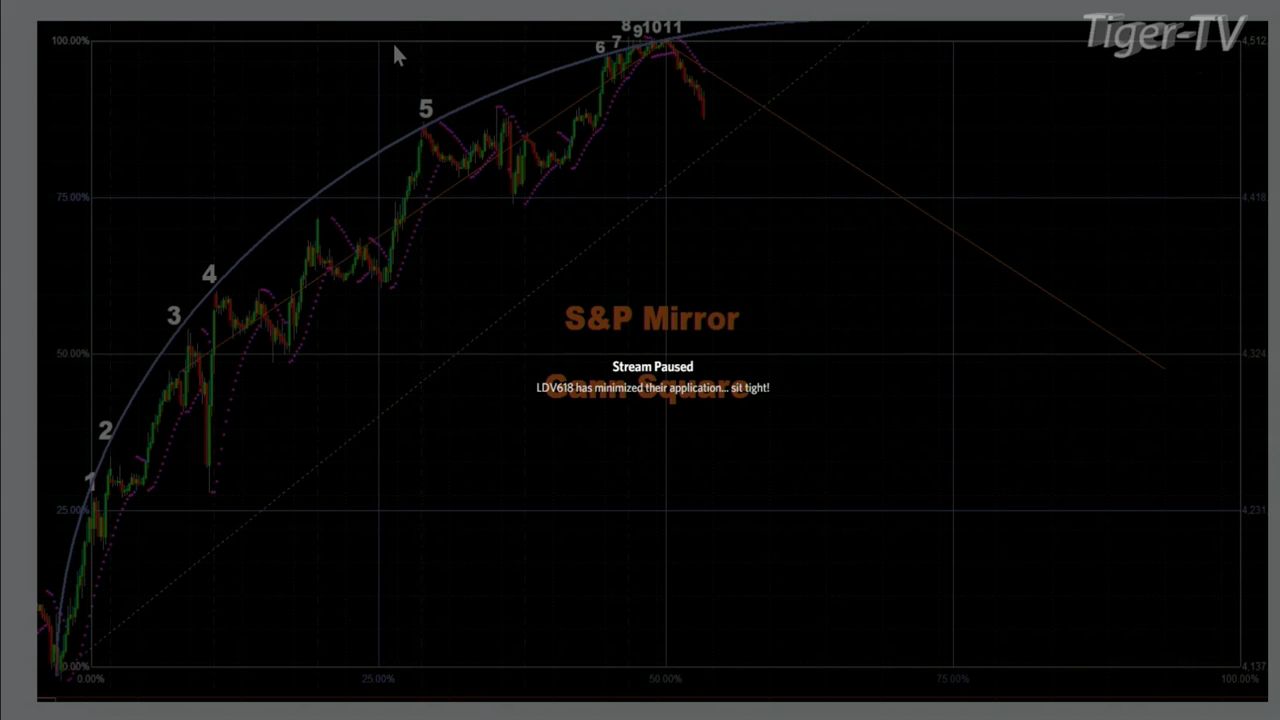 Tiger-TV
8 9 10 11
6 7
100.00% 4,512
5
75.00% 4,418
4
3
S&P Mirror
50.00% 4,324
Stream Paused
Gann Square
LDV618 has minimized their application... sit tight!
2
1
25.00% 4,231
0.00% 4,137
0.00% 25.00% 50.00% 75.00% 100.00%